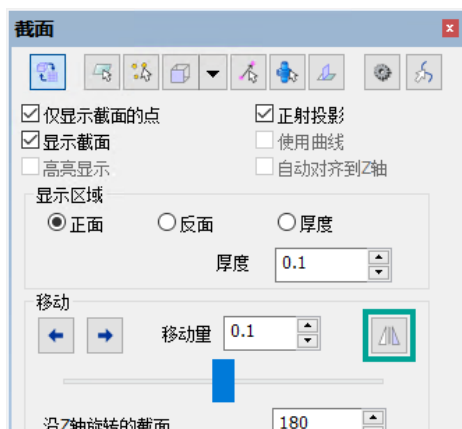 截面
仅显示截面的点 正射投影
显示截面 使用曲线
高亮显示 自动对齐到Z轴
显示区域
正面 反面 厚度
厚度 0.1
移动
移动量 0.1
沿Z轴旋转的截面 180